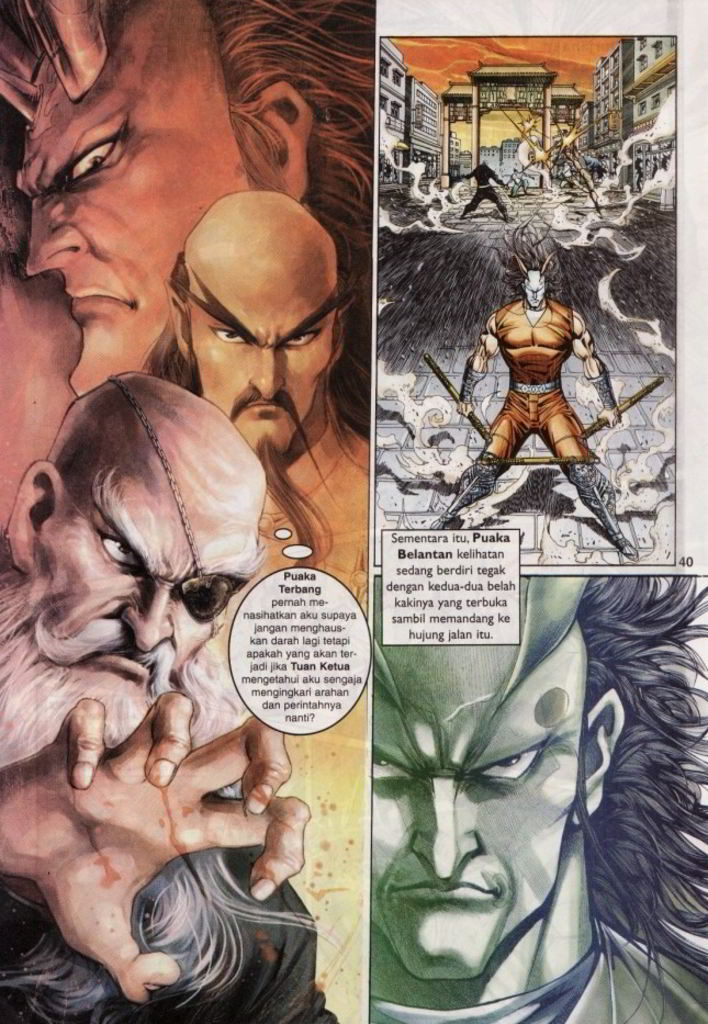 Puaka
Terbang
pernah me-
nasihatkan aku supaya
jangan menghaus-
kan darah lagi tetapi
apakah yang akan ter-
jadi jika Tuan Ketua
mengetahui aku sengaja
mengingkari arahan
dan perintahnya
nanti?
Sementara itu, Puaka
Belantan kelihatan
sedang berdiri tegak
dengan kedua-dua belah
kakinya yang terbuka
sambil memandang ke
hujung jalan itu.
40